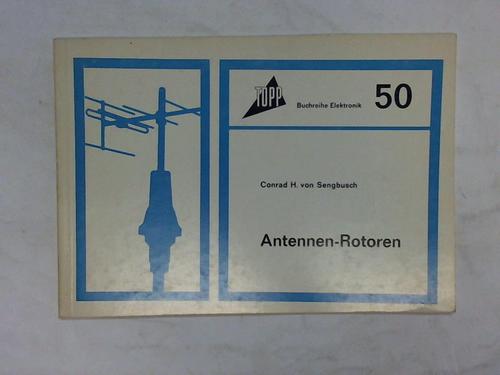 TOPP
Buchreihe Elektronik 50
Conrad H. von Sengbusch
Antennen-Rotoren